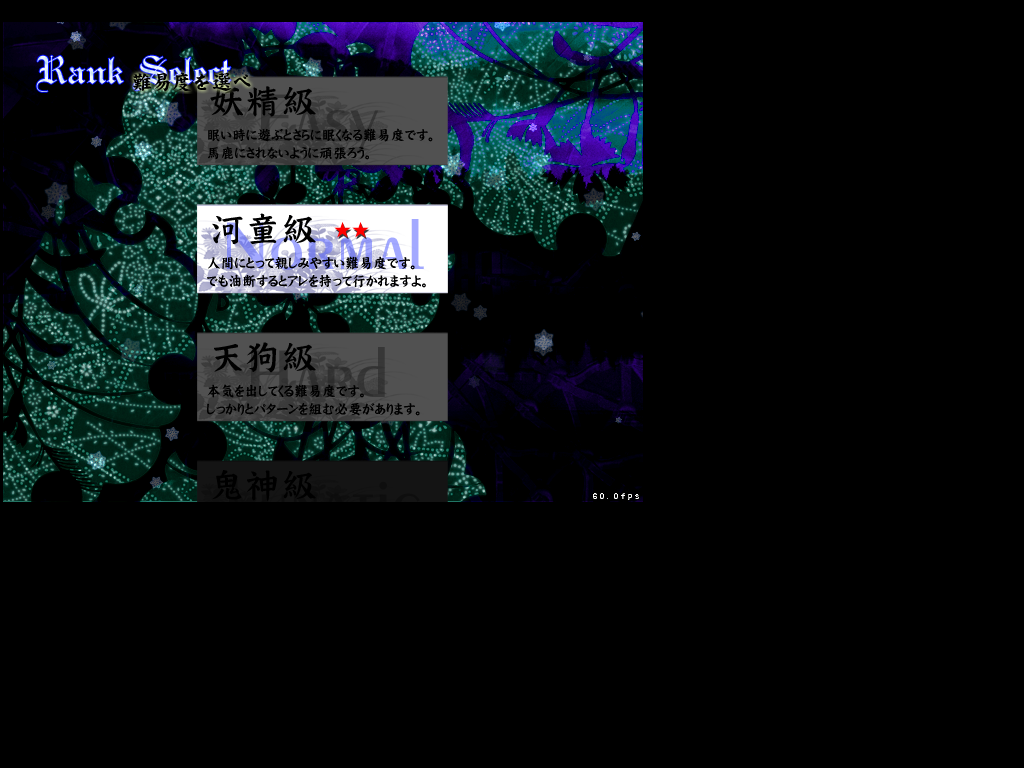 Rank Select
難易度を選べ
妖精級
Easy
眠い時に遊ぶとさらに眠くなる難易度です。
馬鹿にされないように頑張ろう。
河童級 ★★
Normal
人間にとって親しみやすい難易度です。
でも油断するとアレを持って行かれますよ。
天狗級
Hard
本気を出してくる難易度です。
しっかりとパターンを組む必要があります。
鬼神級
60.0fps